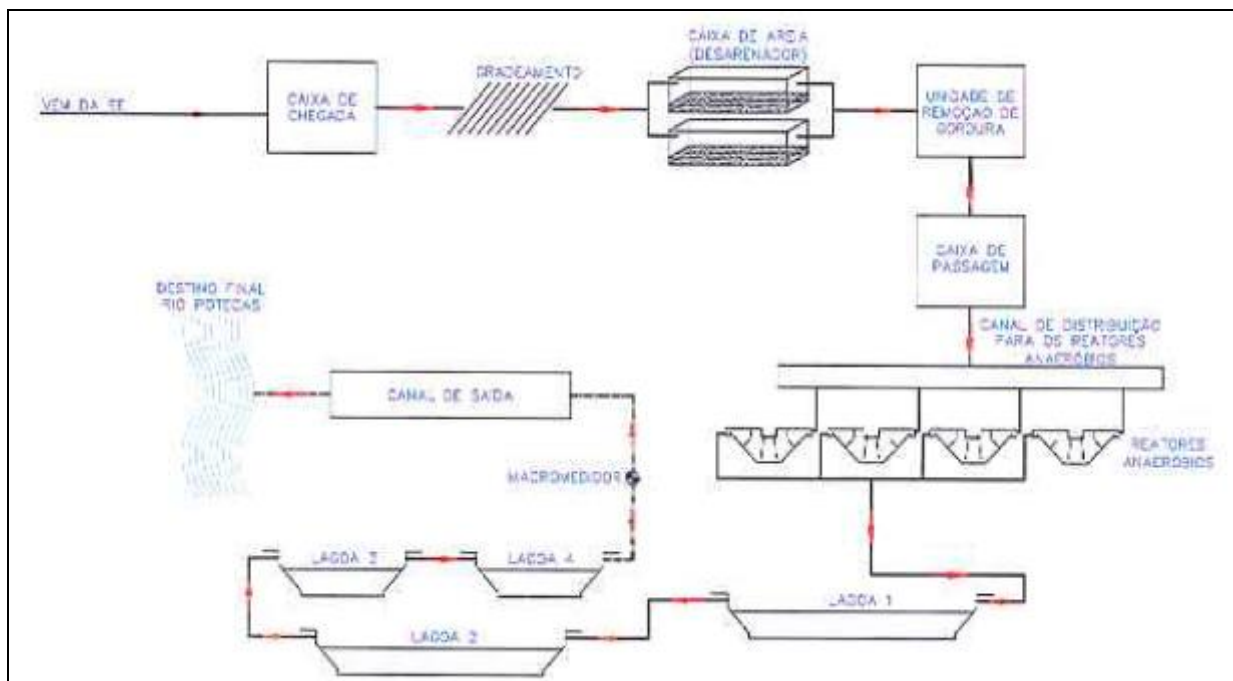 VEM DA EE
CAIXA DE
CHEGADA
GRADEAMENTO
CAIXA DE AREIA
(DESARENADOR)
UNIDADE DE
REMOÇÃO DE
GORDURA
CAIXA DE
PASSAGEM
CANAL DE DISTRIBUIÇÃO
PARA OS REATORES
ANAERÓBIOS
REATORES
ANAERÓBIOS
LAGOA 1
LAGOA 2
LAGOA 3
LAGOA 4
MACROMEDIDOR
CANAL DE SAÍDA
DESTINO FINAL
RIO POTECAS